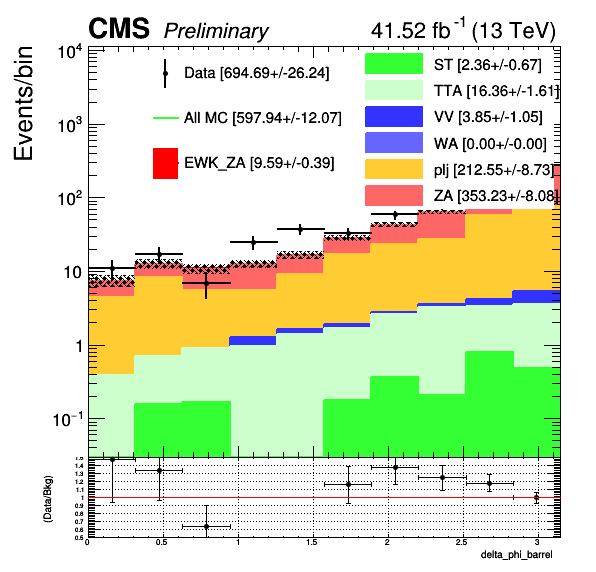 CMS Preliminary 41.52 fb⁻¹ (13 TeV)
Events/bin
10⁴
10³
10²
10
1
10⁻¹
Data [694.69+/-26.24]
All MC [597.94+/-12.07]
EWK_ZA [9.59+/-0.39]
ST [2.36+/-0.67]
TTA [16.36+/-1.61]
VV [3.85+/-1.05]
WA [0.00+/-0.00]
plj [212.55+/-8.73]
ZA [353.23+/-8.08]
(Data/Bkg)
1.5
1.4
1.3
1.2
1.1
1
0.9
0.8
0.7
0.6
0.5
0 0.5 1 1.5 2 2.5 3
delta_phi_barrel